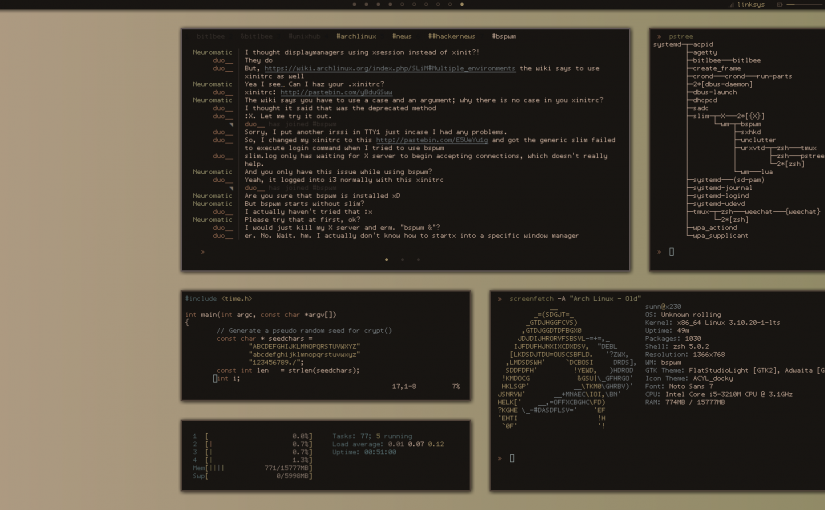 linksys
#archlinux #news ##hackernews #bspwm
Neuromatic I thought displaymanagers using xsession instead of xinit?!
duo__ They do
duo__ But, https://wiki.archlinux.org/index.php/SLiM#Multiple_environments the wiki says to use
xinitrc as well
Neuromatic Yea I see.. Can I haz your .xinitrc?
duo__ xinitrc:
Neuromatic The wiki says you have to use a case and an argument; why there is no case in you xinitrc?
duo__ I thought it said that was the deprecated method
duo__ :X. Let me try it out.
duo__ Sorry, I put another irssi in TTY1 just incase I had any problems.
duo__ So, I changed my xinitrc to this and got the generic slim failed
to execute login command when I tried to use bspwm
duo__ slim.log only has waiting for X server to begin accepting connections, which doesn't really
help.
Neuromatic And you only have this issue while using bspwm?
duo__ Yeah, it logged into i3 normally with this xinitrc
Neuromatic Are you sure that bspwm is installed xD
Neuromatic But bspwm starts without slim?
duo__ I actually haven't tried that :x
Neuromatic Please try that at first, ok?
duo__ I would just kill my X server and erm. "bspwm &"?
duo__ er. No. Wait. hm. I actually don't know how to startx into a specific window manager
>
> pstree
systemd─┬─acpid
├─agetty
├─bitlbee──bitlbee
├─create_frame
├─crond──crond──run-parts
├─2*[dbus-daemon]
├─dbus-launch
├─dhcpcd
├─sadc
├─slim─┬─X──2*[{X}]
└─wm─┬─bspwm
├─sxhkd
├─unclutter
├─urxvtd─┬─zsh──tmux
├─zsh──pstree
└─2*[zsh]
└─wm──lua
├─systemd──(sd-pam)
├─systemd-journal
├─systemd-logind
├─systemd-udevd
├─tmux─┬─zsh──weechat──{weechat}
└─2*[zsh]
├─wpa_actiond
└─wpa_supplicant
>
#include <time.h>
int main(int argc, const char *argv[])
{
// Generate a pseudo random seed for crypt()
const char * seedchars =
"ABCDEFGHIJKLMNOPQRSTUVWXYZ"
"abcdefghijklmnopqrstuvwxyz"
"123456789./";
const int len = strlen(seedchars);
int i;
17,1-8 7%
> screenfetch -A "Arch Linux - Old"
sunn@x230
OS: Unknown rolling
Kernel: x86_64 Linux 3.10.20-1-lts
Uptime: 49m
Packages: 1030
Shell: zsh 5.0.2
Resolution: 1366x768
WM: bspwm
GTK Theme: FlatStudioLight [GTK2], Adwaita [G
Icon Theme: ACYL_docky
Font: Noto Sans 7
CPU: Intel Core i5-3210M CPU @ 3.1GHz
RAM: 774MB / 15777MB
>
1 [ 0.0%] Tasks: 77; 5 running
2 [| 0.7%] Load average: 0.01 0.07 0.12
3 [| 0.7%] Uptime: 00:51:00
4 [| 1.3%]
Mem[|||| 771/15777MB]
Swp[ 0/5998MB]